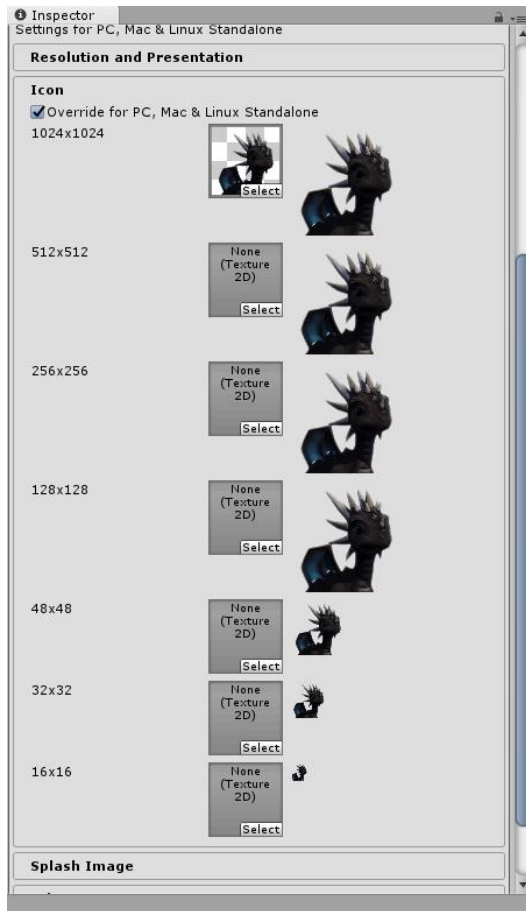 Inspector
Settings for PC, Mac & Linux Standalone
Resolution and Presentation
Icon
Override for PC, Mac & Linux Standalone
1024x1024
Select
512x512
None
(Texture
2D)
Select
256x256
None
(Texture
2D)
Select
128x128
None
(Texture
2D)
Select
48x48
None
(Texture
2D)
Select
32x32
None
(Texture
2D)
Select
16x16
None
(Texture
2D)
Select
Splash Image